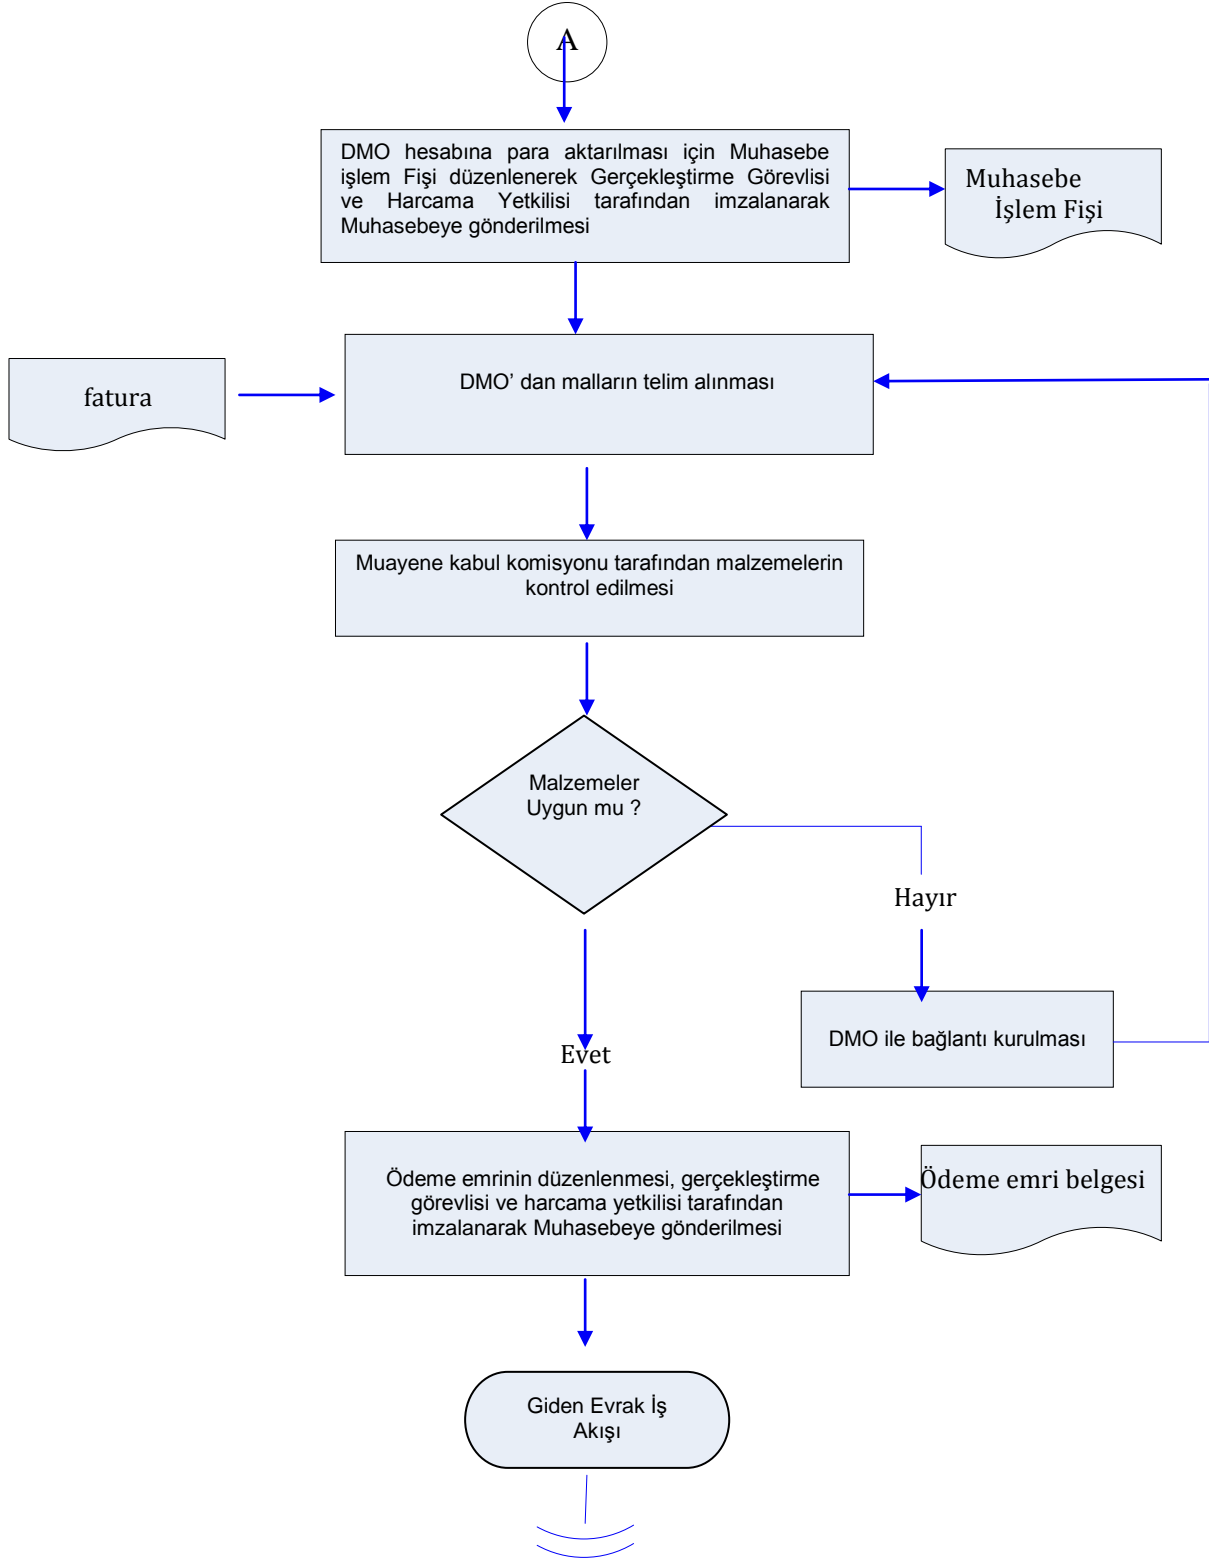 A
DMO hesabına para aktarılması için Muhasebe
işlem Fişi düzenlenerek Gerçekleştirme Görevlisi
ve Harcama Yetkilisi tarafından imzalanarak
Muhasebeye gönderilmesi
Muhasebe
İşlem Fişi
fatura
DMO’ dan malların telim alınması
Muayene kabul komisyonu tarafından malzemelerin
kontrol edilmesi
Malzemeler
Uygun mu ?
Hayır
DMO ile bağlantı kurulması
Evet
Ödeme emrinin düzenlenmesi, gerçekleştirme
görevlisi ve harcama yetkilisi tarafından
imzalanarak Muhasebeye gönderilmesi
Ödeme emri belgesi
Giden Evrak İş
Akışı